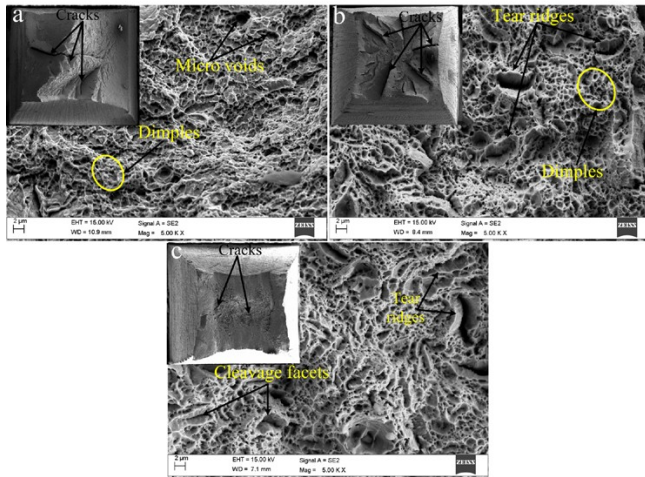 a
Cracks
Micro voids
Dimples
2 µm
EHT = 15.00 kV
WD = 10.9 mm
Signal A = SE2
Mag = 5.00 K X
ZEISS
b
Cracks
Tear ridges
Dimples
2 µm
EHT = 15.00 kV
WD = 8.4 mm
Signal A = SE2
Mag = 5.00 K X
ZEISS
c
Cracks
Tear
ridges
Cleavage facets
2 µm
EHT = 15.00 kV
WD = 7.1 mm
Signal A = SE2
Mag = 5.00 K X
ZEISS